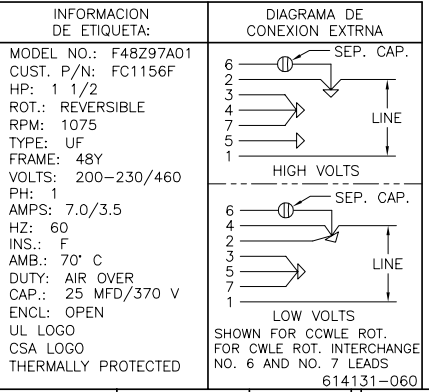 INFORMACION
DE ETIQUETA:
MODEL NO.: F48Z97A01
CUST. P/N: FC1156F
HP: 1 1/2
ROT.: REVERSIBLE
RPM: 1075
TYPE: UF
FRAME: 48Y
VOLTS: 200-230/460
PH: 1
AMPS: 7.0/3.5
HZ: 60
INS.: F
AMB.: 70° C
DUTY: AIR OVER
CAP.: 25 MFD/370 V
ENCL: OPEN
UL LOGO
CSA LOGO
THERMALLY PROTECTED
DIAGRAMA DE
CONEXION EXTRNA
SEP. CAP.
6
2
3
4
7
5
1
LINE
HIGH VOLTS
SEP. CAP.
6
4
2
3
5
7
1
LINE
LOW VOLTS
SHOWN FOR CCWLE ROT.
FOR CWLE ROT. INTERCHANGE
NO. 6 AND NO. 7 LEADS
614131-060